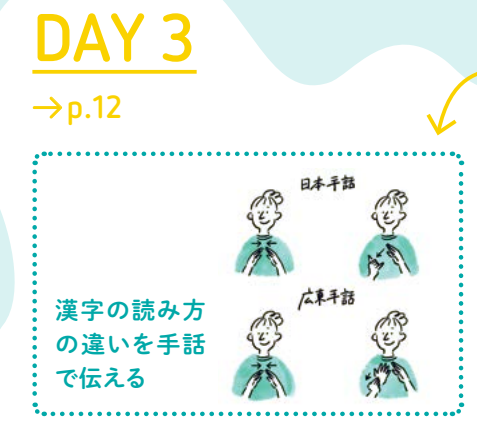 DAY 3
→p.12
日本手話
広東手話
漢字の読み方
の違いを手話
で伝える